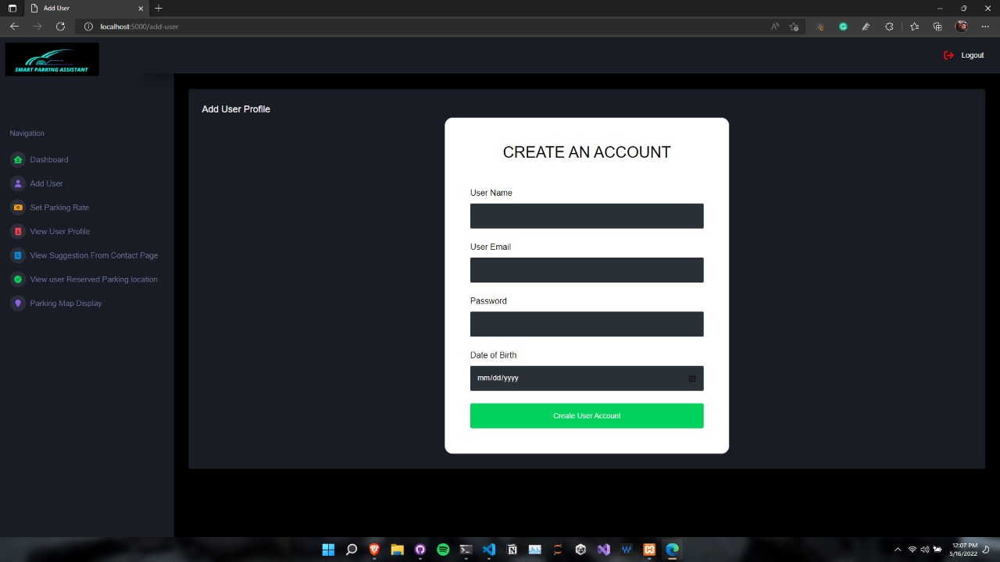 Add User
localhost:5000/add-user
SMART PARKING ASSISTANT
Logout
Navigation
Dashboard
Add User
Set Parking Rate
View User Profile
View Suggestion From Contact Page
View user Reserved Parking location
Parking Map Display
Add User Profile
CREATE AN ACCOUNT
User Name
User Email
Password
Date of Birth
mm/dd/yyyy
Create User Account
12:07 PM
5/16/2022